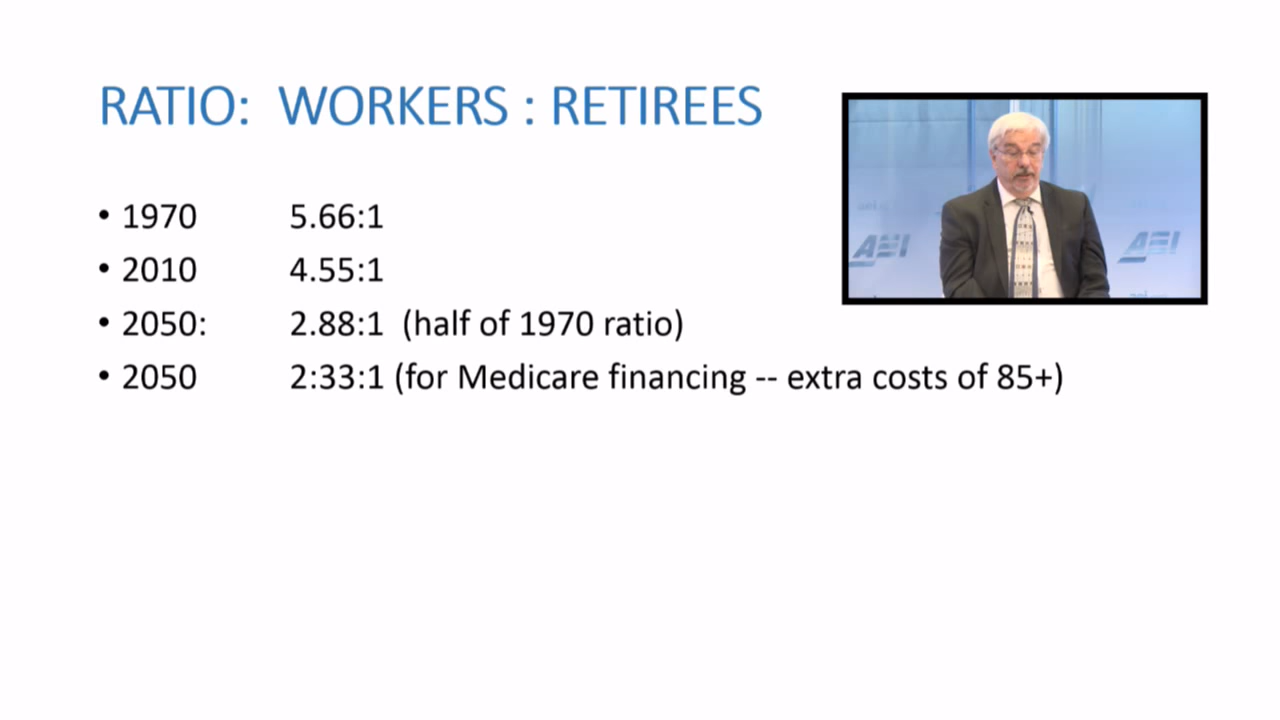 RATIO: WORKERS : RETIREES
• 1970 5.66:1
• 2010 4.55:1
• 2050: 2.88:1 (half of 1970 ratio)
• 2050 2:33:1 (for Medicare financing -- extra costs of 85+)
AEI
AEI